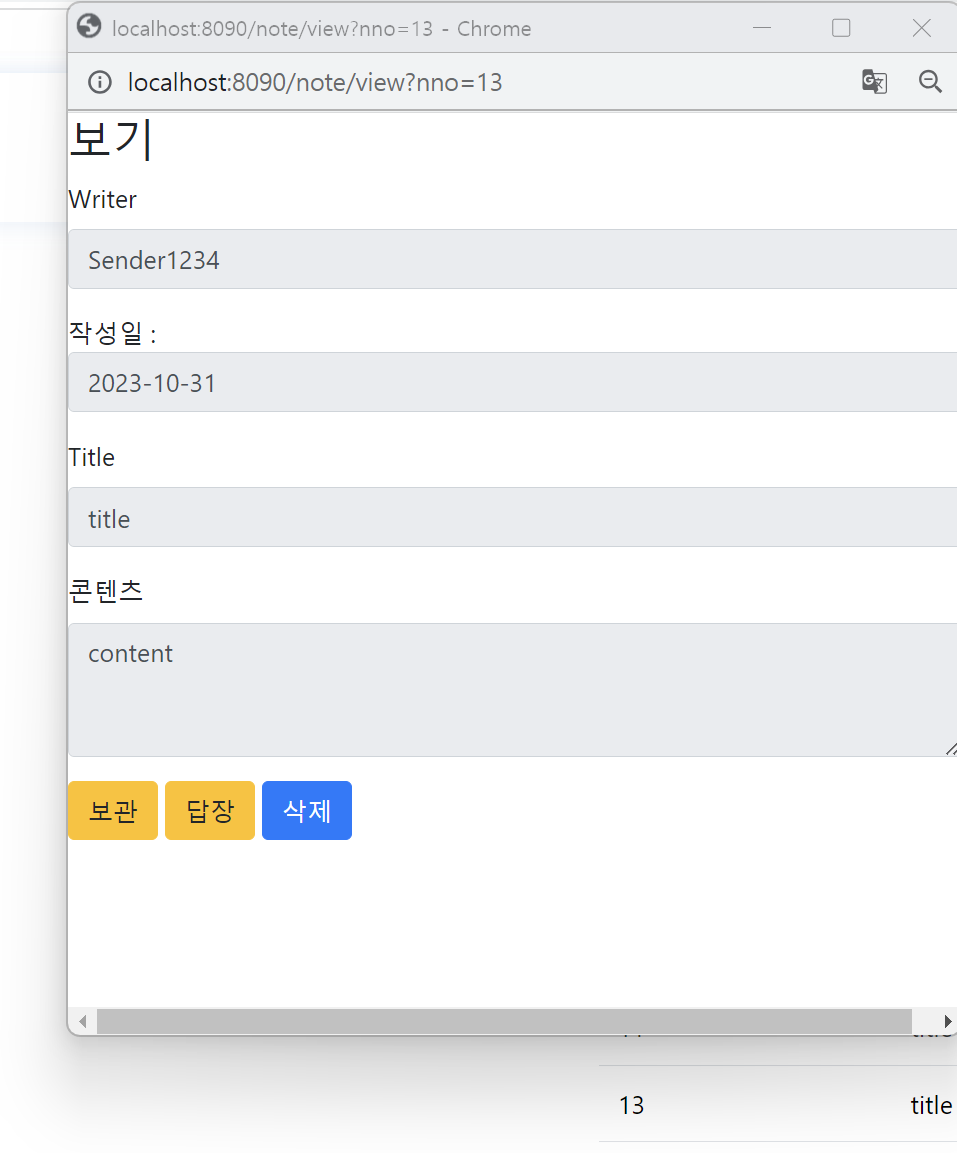 localhost:8090/note/view?nno=13 - Chrome
localhost:8090/note/view?nno=13
보기
Writer
Sender1234
작성일 :
2023-10-31
Title
title
콘텐츠
content
보관 답장 삭제
13 title